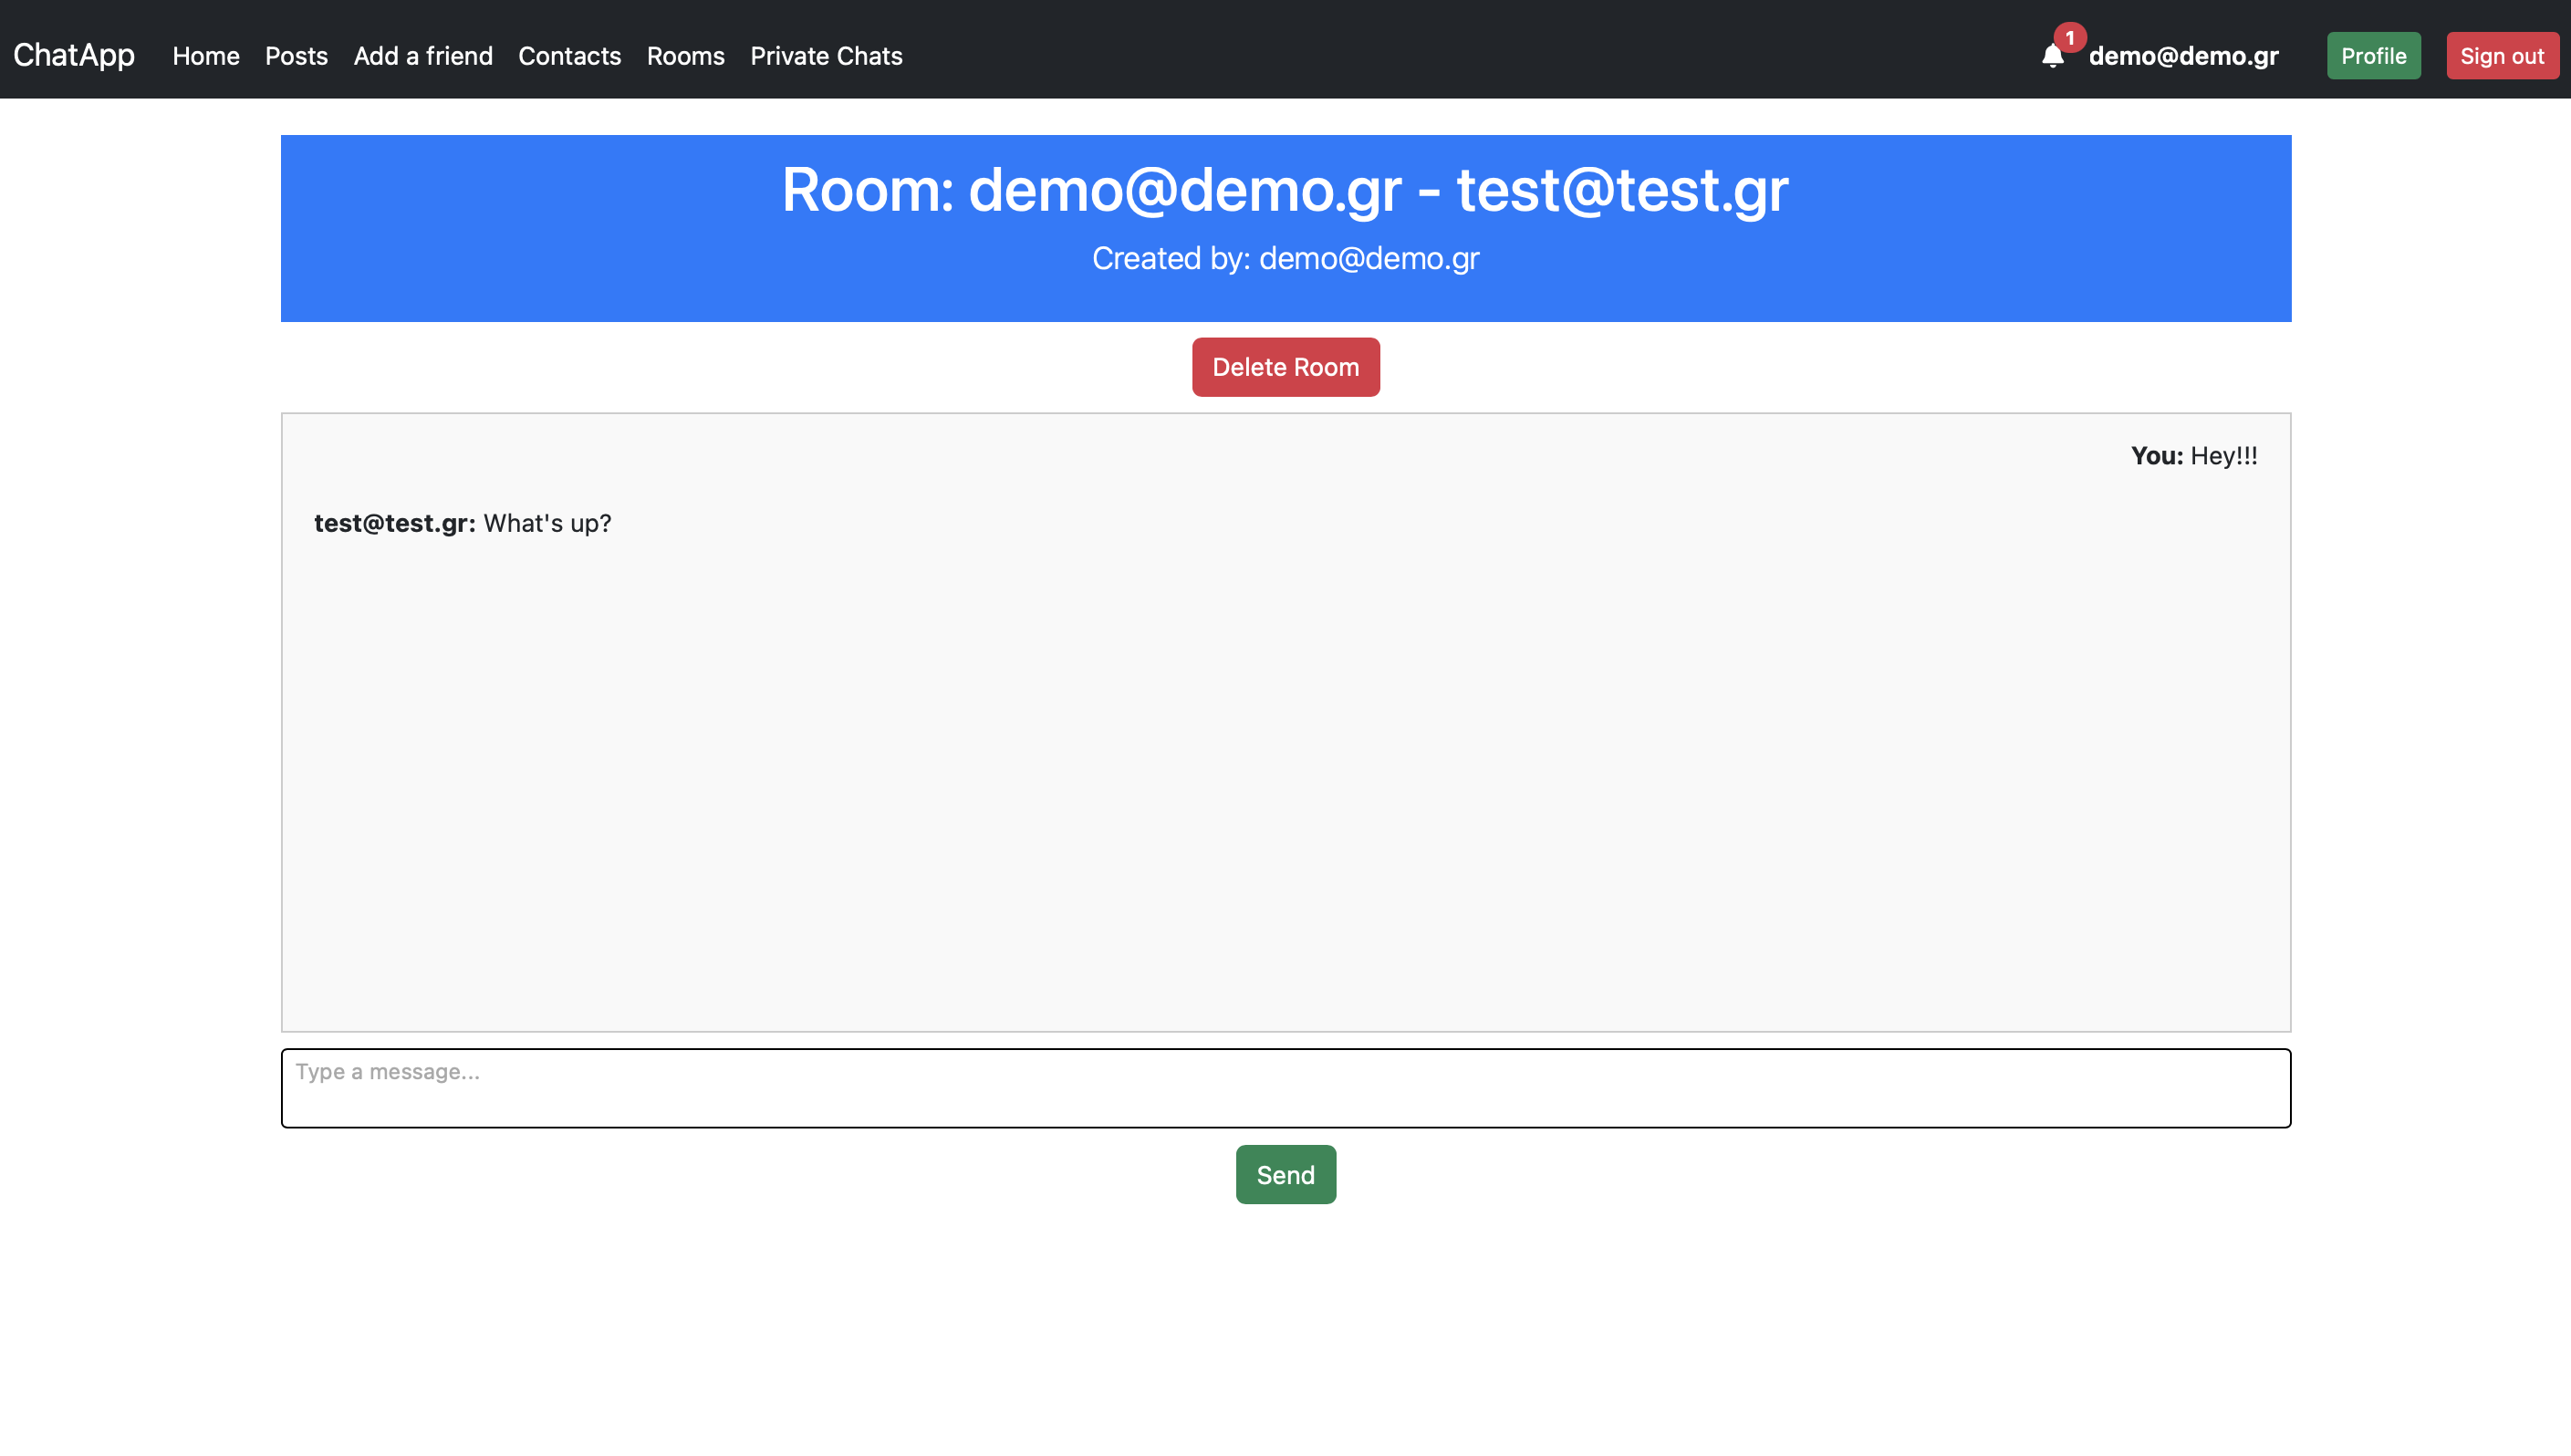 ChatApp Home Posts Add a friend Contacts Rooms Private Chats 1 demo@demo.gr Profile Sign out
Room: demo@demo.gr - test@test.gr
Created by: demo@demo.gr
Delete Room
You: Hey!!!
test@test.gr: What's up?
Type a message...
Send